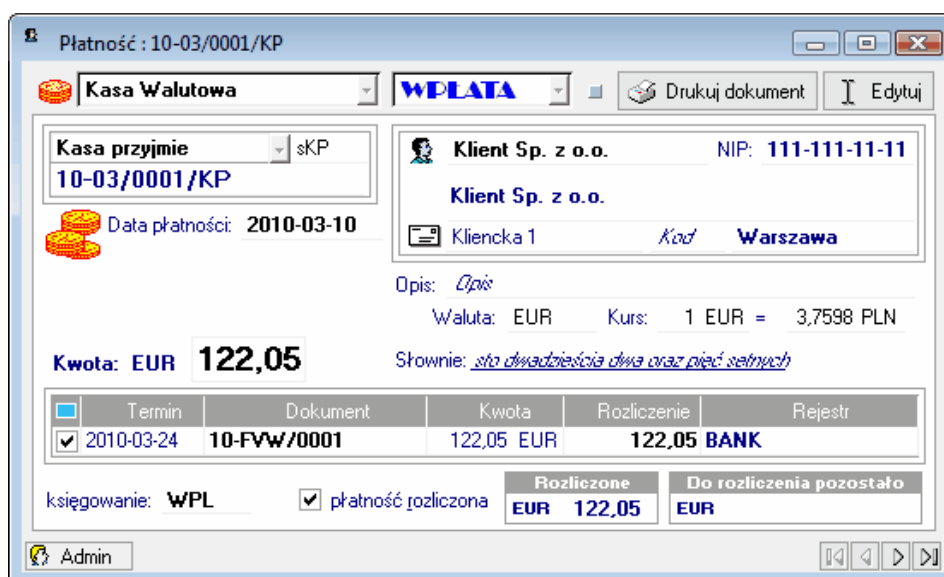 Płatność : 10-03/0001/KP
Kasa Walutowa WPŁATA Drukuj dokument Edytuj
Kasa przyjmie sKP
10-03/0001/KP
Klient Sp. z o.o. NIP: 111-111-11-11
Klient Sp. z o.o.
Data płatności: 2010-03-10
Kliencka 1 Kod Warszawa
Opis: Opis
Waluta: EUR Kurs: 1 EUR = 3,7598 PLN
Kwota: EUR 122,05
Słownie: sto dwadzieścia dwa oraz pięć setnych
Termin Dokument Kwota Rozliczenie Rejestr
2010-03-24 10-FVW/0001 122,05 EUR 122,05 BANK
księgowanie: WPL płatność rozliczona
Rozliczone
EUR 122,05
Do rozliczenia pozostało
EUR
Admin